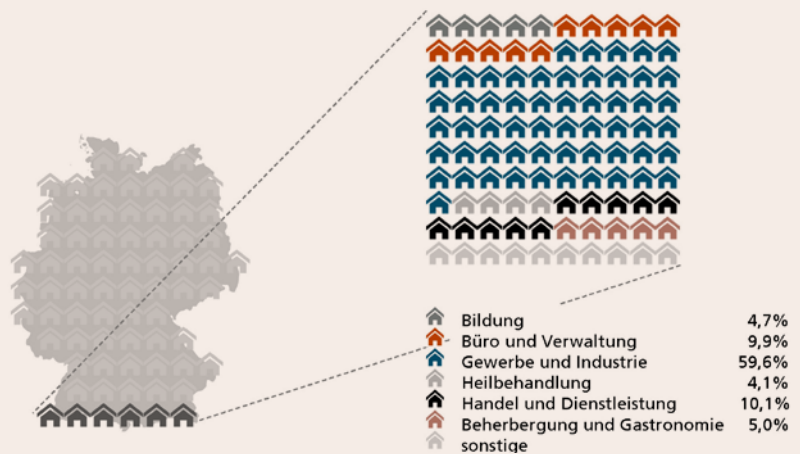 Bildung 4,7%
Büro und Verwaltung 9,9%
Gewerbe und Industrie 59,6%
Heilbehandlung 4,1%
Handel und Dienstleistung 10,1%
Beherbergung und Gastronomie 5,0%
sonstige